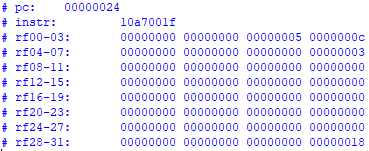 # pc: 00000024
# instr: 10a7001f
# rf00-03: 00000000 00000000 00000005 0000000c
# rf04-07: 00000000 00000000 00000000 00000003
# rf08-11: 00000000 00000000 00000000 00000000
# rf12-15: 00000000 00000000 00000000 00000000
# rf16-19: 00000000 00000000 00000000 00000000
# rf20-23: 00000000 00000000 00000000 00000000
# rf24-27: 00000000 00000000 00000000 00000000
# rf28-31: 00000000 00000000 00000000 00000018